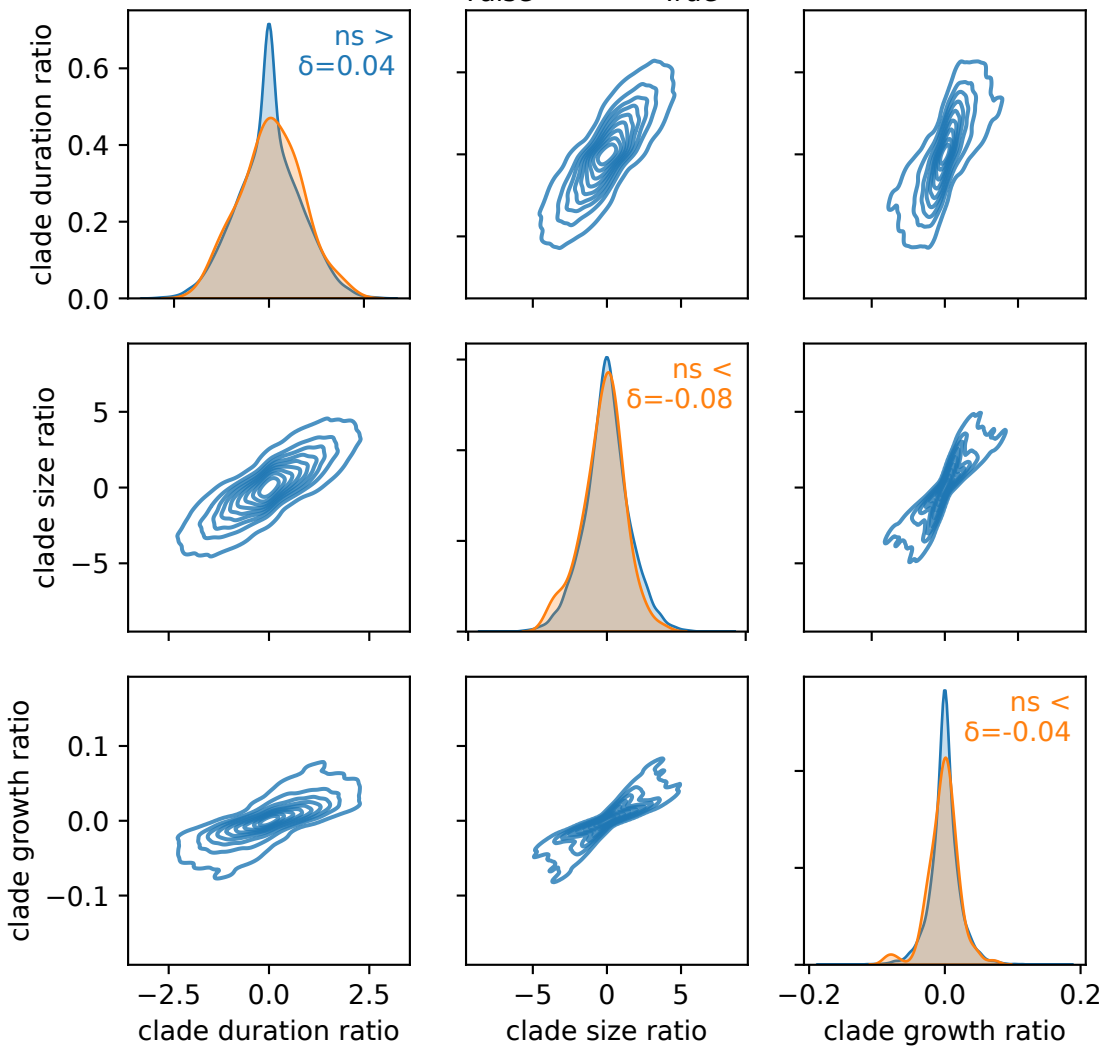 clade duration ratio
0.6
0.4
0.2
0.0
ns >
δ=0.04
clade size ratio
5
0
−5
ns <
δ=-0.08
clade growth ratio
0.1
0.0
−0.1
ns <
δ=-0.04
−2.5 0.0 2.5
−5 0 5
−0.2 0.0 0.2
clade duration ratio
clade size ratio
clade growth ratio